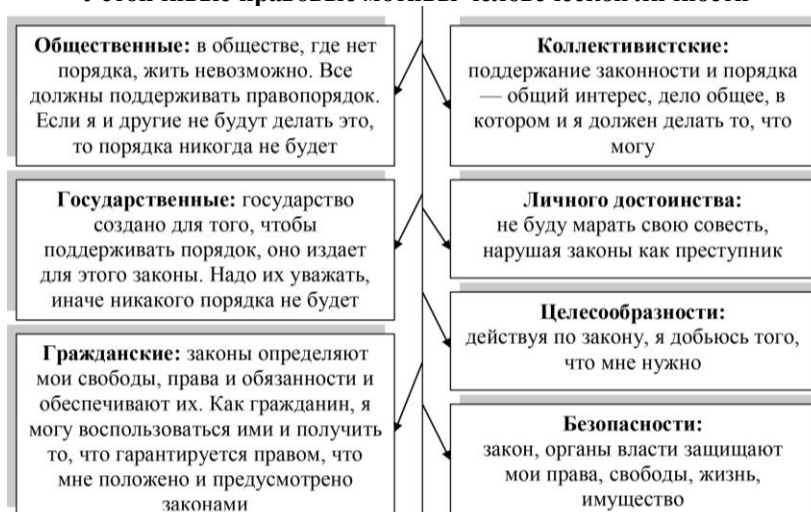 Устойчивые правовые мотивы человеческой личности
Общественные: в обществе, где нет
порядка, жить невозможно. Все
должны поддерживать правопорядок.
Если я и другие не будут делать это,
то порядка никогда не будет
Государственные: государство
создано для того, чтобы
поддерживать порядок, оно издает
для этого законы. Надо их уважать,
иначе никакого порядка не будет
Гражданские: законы определяют
мои свободы, права и обязанности и
обеспечивают их. Как гражданин, я
могу воспользоваться ими и получить
то, что гарантируется правом, что
мне положено и предусмотрено
законами
Коллективистские:
поддержание законности и порядка
— общий интерес, дело общее, в
котором и я должен делать то, что
могу
Личного достоинства:
не буду марать свою совесть,
нарушая законы как преступник
Целесообразности:
действуя по закону, я добьюсь того,
что мне нужно
Безопасности:
закон, органы власти защищают
мои права, свободы, жизнь,
имущество